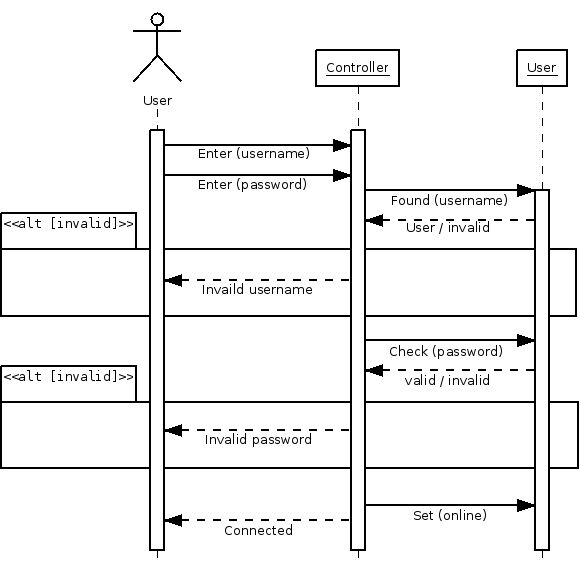 Controller
User
User
Enter (username)
Enter (password)
Found (username)
<<alt [invalid]>>
User / invalid
Invaild username
Check (password)
<<alt [invalid]>>
valid / invalid
Invalid password
Set (online)
Connected